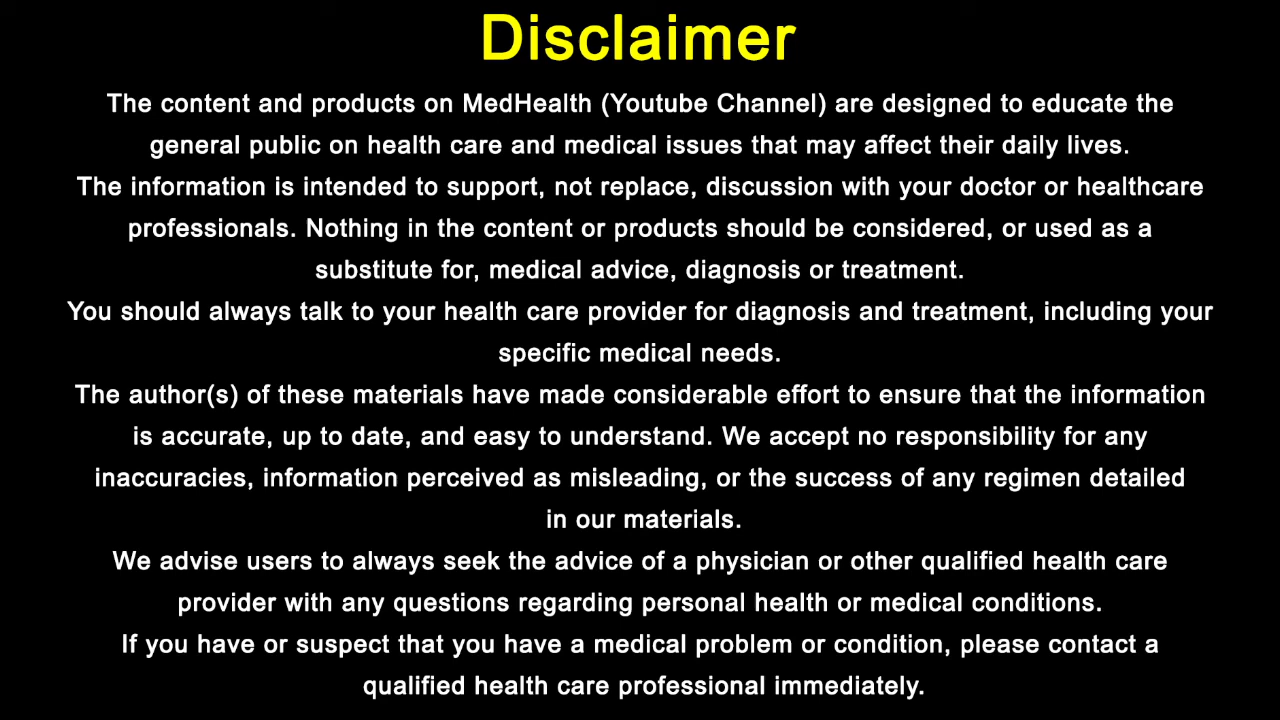 Disclaimer
The content and products on MedHealth (Youtube Channel) are designed to educate the
general public on health care and medical issues that may affect their daily lives.
The information is intended to support, not replace, discussion with your doctor or healthcare
professionals. Nothing in the content or products should be considered, or used as a
substitute for, medical advice, diagnosis or treatment.
You should always talk to your health care provider for diagnosis and treatment, including your
specific medical needs.
The author(s) of these materials have made considerable effort to ensure that the information
is accurate, up to date, and easy to understand. We accept no responsibility for any
inaccuracies, information perceived as misleading, or the success of any regimen detailed
in our materials.
We advise users to always seek the advice of a physician or other qualified health care
provider with any questions regarding personal health or medical conditions.
If you have or suspect that you have a medical problem or condition, please contact a
qualified health care professional immediately.